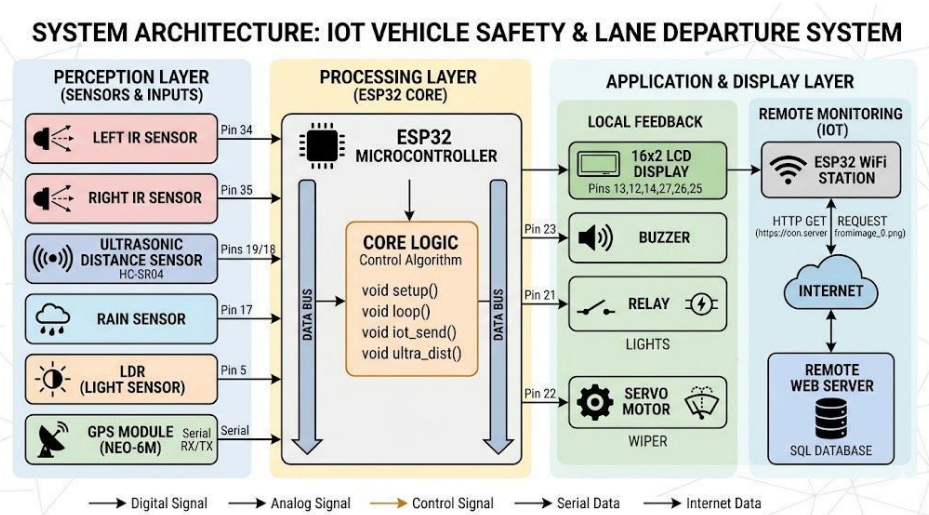 SYSTEM ARCHITECTURE: IOT VEHICLE SAFETY & LANE DEPARTURE SYSTEM
PERCEPTION LAYER
(SENSORS & INPUTS)
LEFT IR SENSOR
Pin 34
RIGHT IR SENSOR
Pin 35
ULTRASONIC
DISTANCE SENSOR
HC-SR04
Pins 19/18
RAIN SENSOR
Pin 17
LDR
(LIGHT SENSOR)
Pin 5
GPS MODULE
(NEO-6M)
Serial
RX/TX
Serial
PROCESSING LAYER
(ESP32 CORE)
ESP32
MICROCONTROLLER
DATA BUS
CORE LOGIC
Control Algorithm
void setup()
void loop()
void iot_send()
void ultra_dist()
DATA BUS
APPLICATION & DISPLAY LAYER
LOCAL FEEDBACK
16x2 LCD
DISPLAY
Pins 13,12,14,27,26,25
Pin 23
BUZZER
Pin 21
RELAY
LIGHTS
Pin 22
SERVO
MOTOR
WIPER
REMOTE MONITORING
(IOT)
ESP32 WiFi
STATION
HTTP GET REQUEST
(https://oon.server fromimage_0.png)
INTERNET
REMOTE
WEB SERVER
SQL DATABASE
Digital Signal
Analog Signal
Control Signal
Serial Data
Internet Data